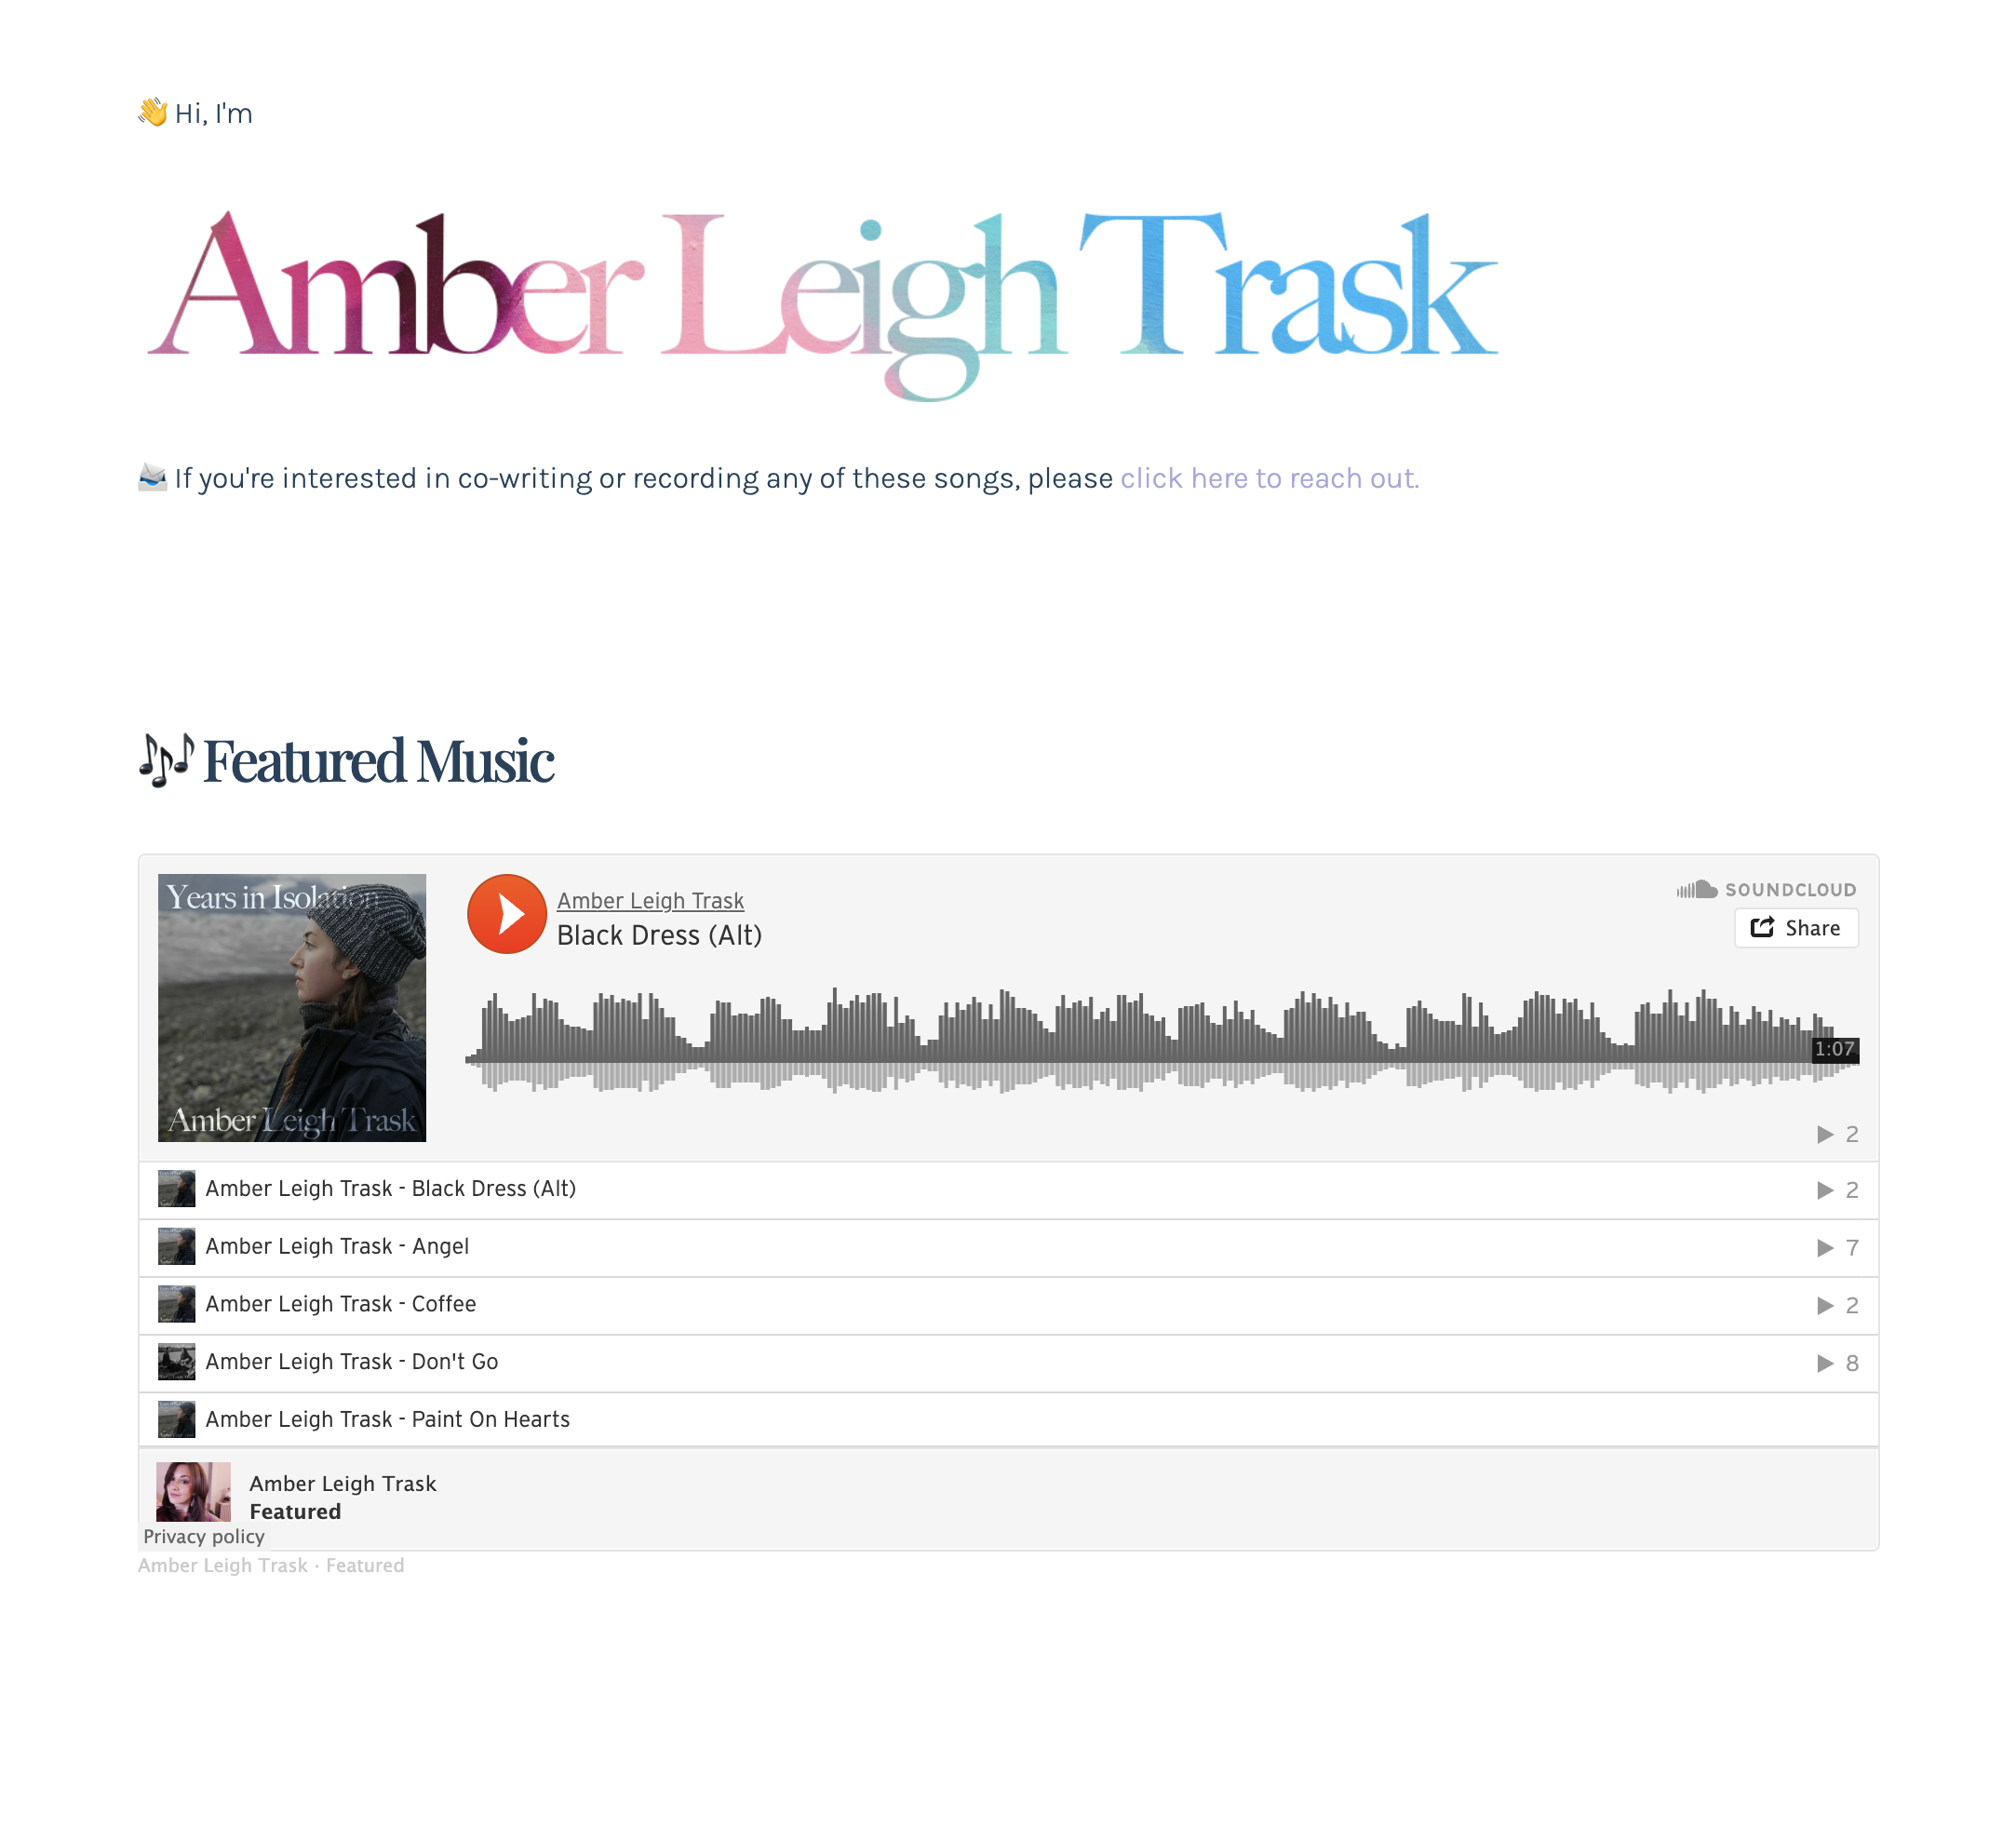 👋 Hi, I'm
Amber Leigh Trask
📨 If you're interested in co-writing or recording any of these songs, please click here to reach out.
🎶 Featured Music
Years in Isolation
Amber Leigh Trask
Amber Leigh Trask
Black Dress (Alt)
SOUNDCLOUD
Share
1:07
2
Amber Leigh Trask - Black Dress (Alt) 2
Amber Leigh Trask - Angel 7
Amber Leigh Trask - Coffee 2
Amber Leigh Trask - Don't Go 8
Amber Leigh Trask - Paint On Hearts
Amber Leigh Trask
Featured
Privacy policy
Amber Leigh Trask · Featured